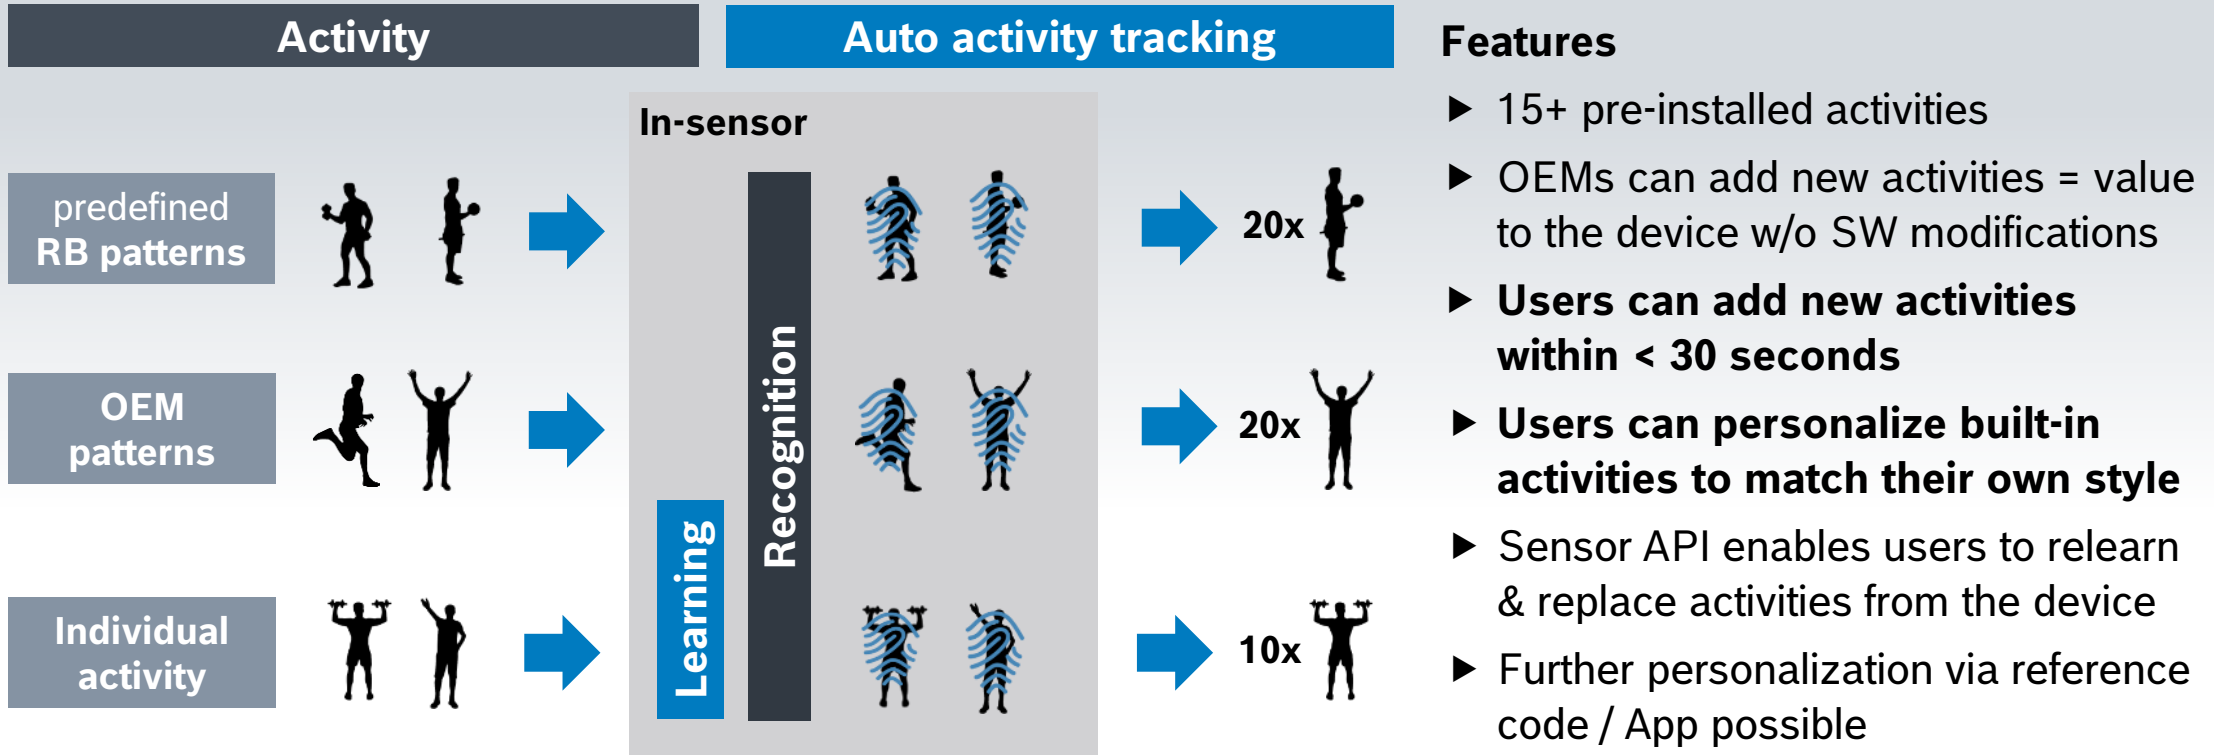 Activity
Auto activity tracking
In-sensor
predefined
RB patterns
20x
OEM
patterns
Recognition
20x
Individual
activity
Learning
10x
Features
▶ 15+ pre-installed activities
▶ OEMs can add new activities = value
to the device w/o SW modifications
▶ Users can add new activities
within < 30 seconds
▶ Users can personalize built-in
activities to match their own style
▶ Sensor API enables users to relearn
& replace activities from the device
▶ Further personalization via reference
code / App possible